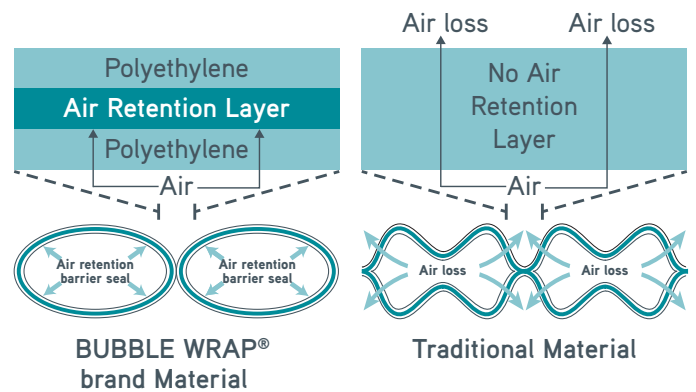 Polyethylene
Air Retention Layer
Polyethylene
Air
Air retention
barrier seal
Air retention
barrier seal
BUBBLE WRAP®
brand Material
Air loss
Air loss
No Air
Retention
Layer
Air
Air loss
Air loss
Traditional Material